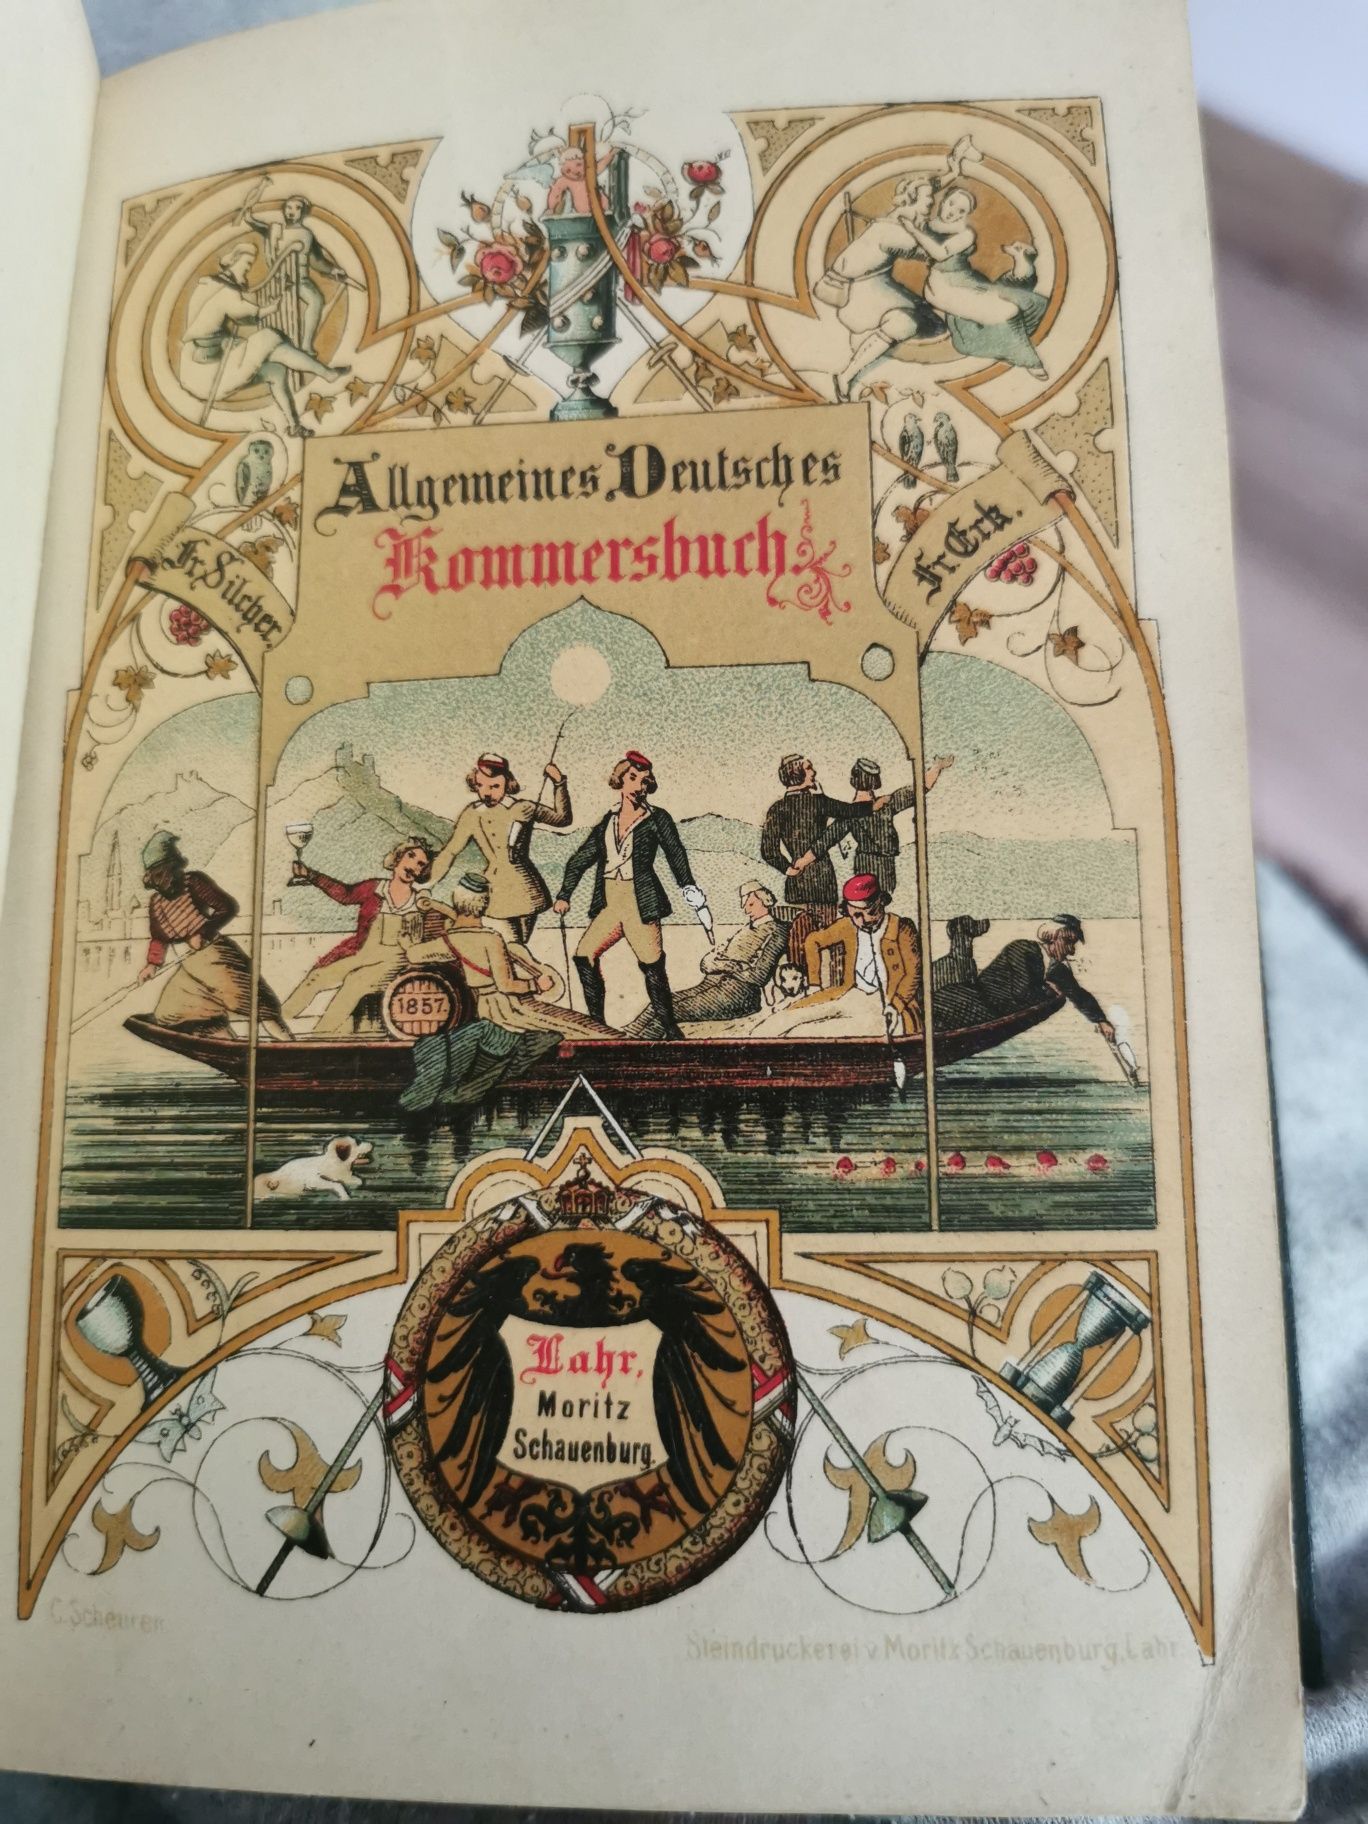 Allgemeines Deutsches
Kommersbuch.
Fr. Silcher.
Fr. Erk.
1857.
Lahr,
Moritz
Schauenburg.
C. Scheuren
Steindruckerei v. Moritz Schauenburg, Lahr.